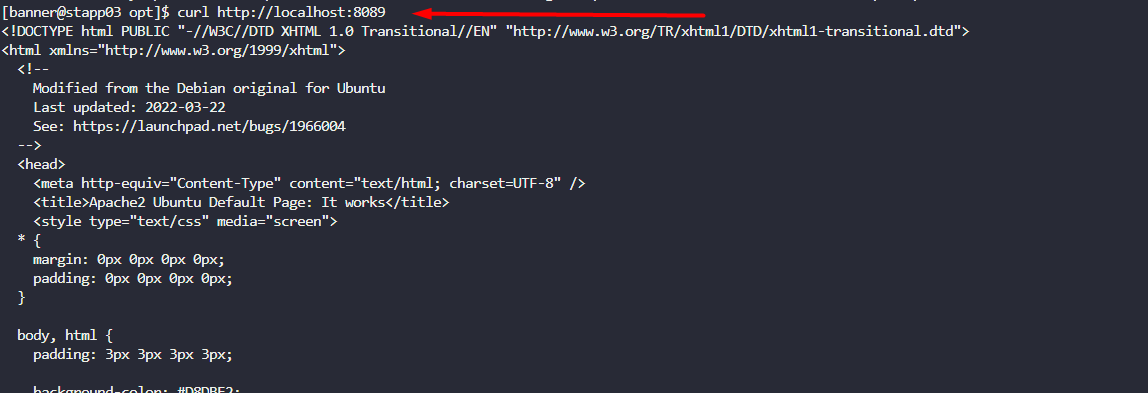 [banner@stapp03 opt]$ curl http://localhost:8089
<!DOCTYPE html PUBLIC "-//W3C//DTD XHTML 1.0 Transitional//EN" "http://www.w3.org/TR/xhtml1/DTD/xhtml1-transitional.dtd">
<html xmlns="http://www.w3.org/1999/xhtml">
  <!--
    Modified from the Debian original for Ubuntu
    Last updated: 2022-03-22
    See: https://launchpad.net/bugs/1966004
  -->
  <head>
    <meta http-equiv="Content-Type" content="text/html; charset=UTF-8" />
    <title>Apache2 Ubuntu Default Page: It works</title>
    <style type="text/css" media="screen">
  * {
    margin: 0px 0px 0px 0px;
    padding: 0px 0px 0px 0px;
  }

  body, html {
    padding: 3px 3px 3px 3px;

    background-color: #D8DBE2;